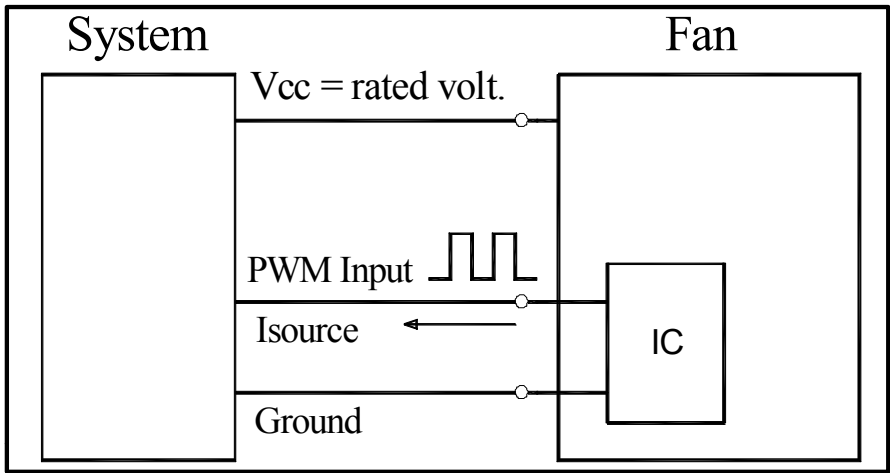 System
Fan
Vcc = rated volt.
PWM Input
Isource
IC
Ground